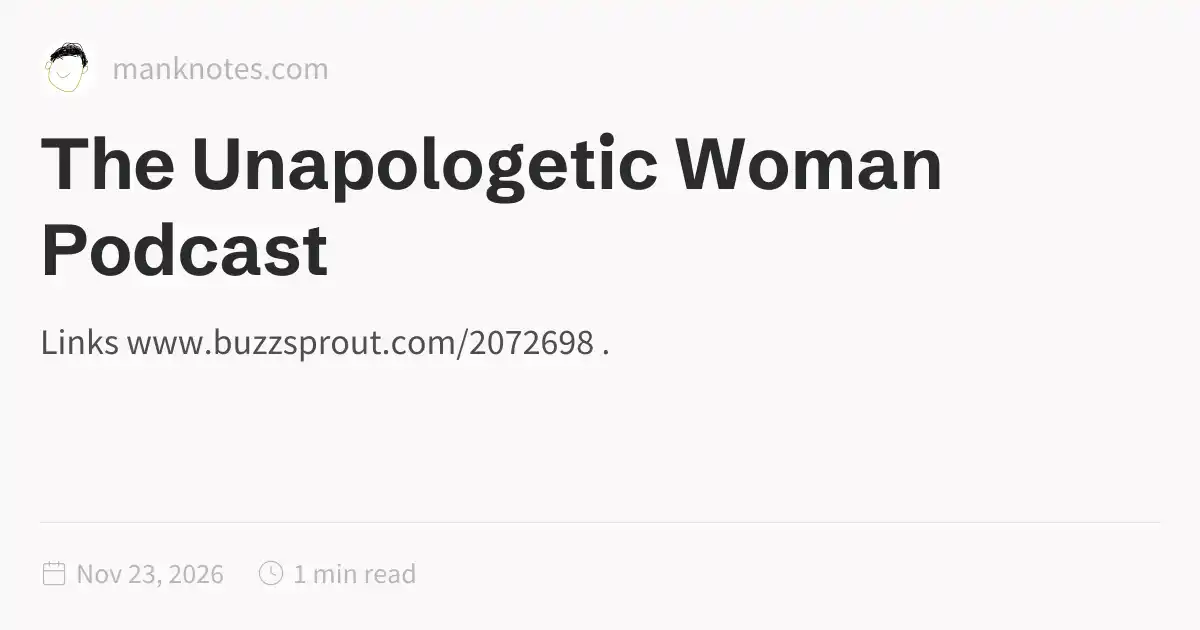 manknotes.com
The Unapologetic Woman
Podcast
Links www.buzzsprout.com/2072698 .
Nov 23, 2026 1 min read